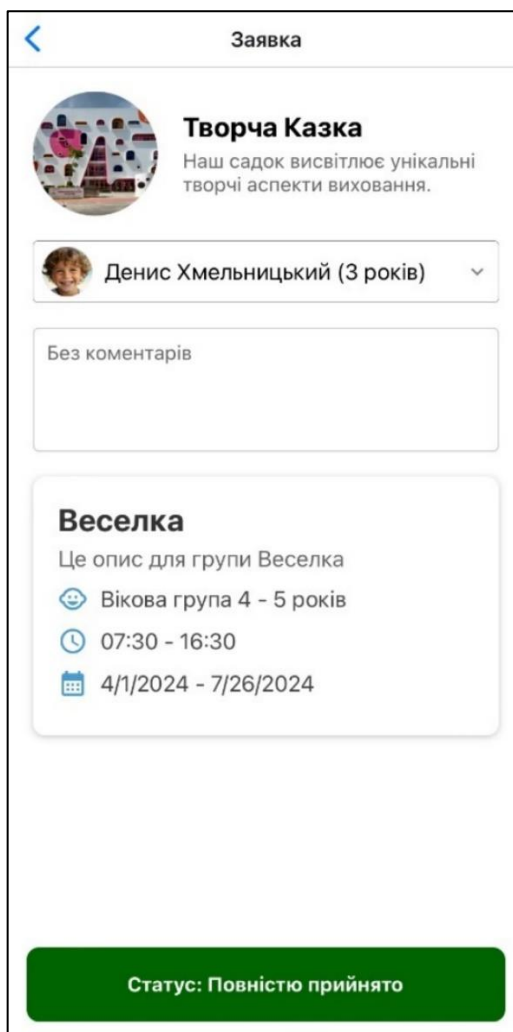 Заявка
Творча Казка
Наш садок висвітлює унікальні
творчі аспекти виховання.
Денис Хмельницький (3 років)
Без коментарів
Веселка
Це опис для групи Веселка
Вікова група 4 - 5 років
07:30 - 16:30
4/1/2024 - 7/26/2024
Статус: Повністю прийнято